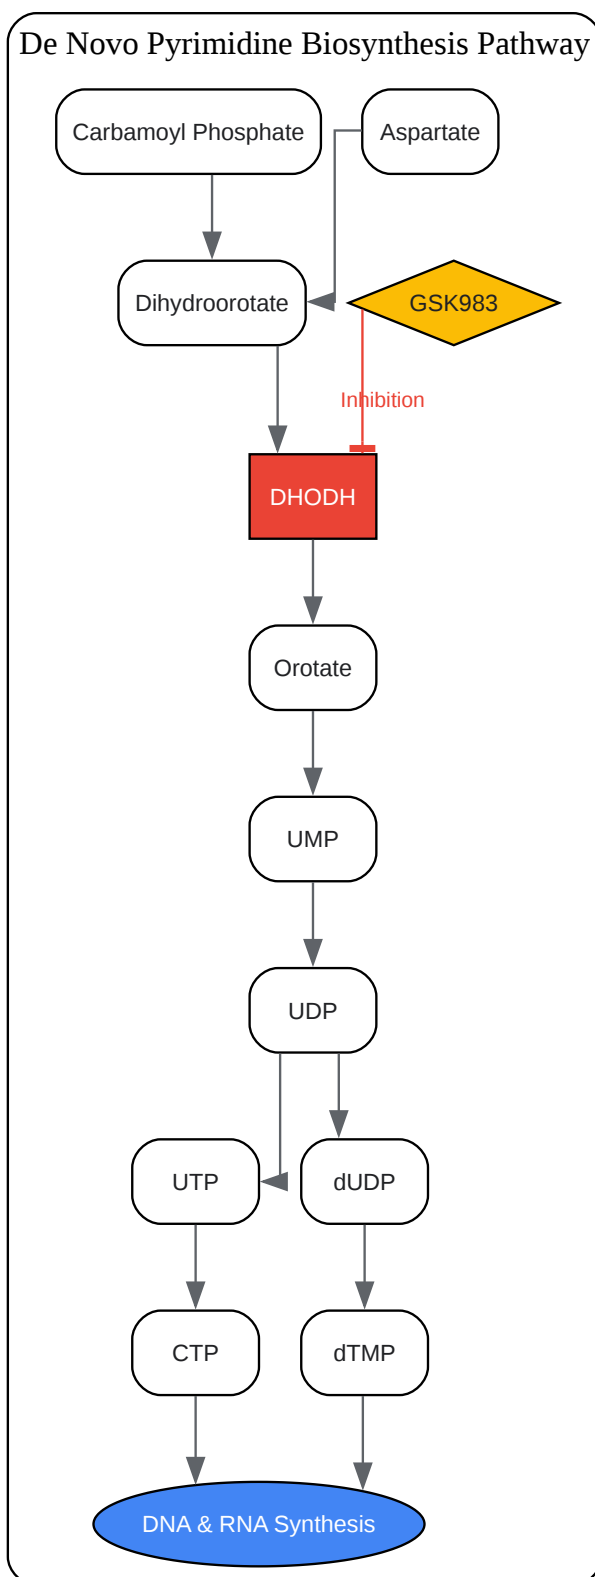 De Novo Pyrimidine Biosynthesis Pathway
Carbamoyl Phosphate
Aspartate
Dihydroorotate
GSK983
Inhibition
DHODH
Orotate
UMP
UDP
UTP
dUDP
CTP
dTMP
DNA & RNA Synthesis